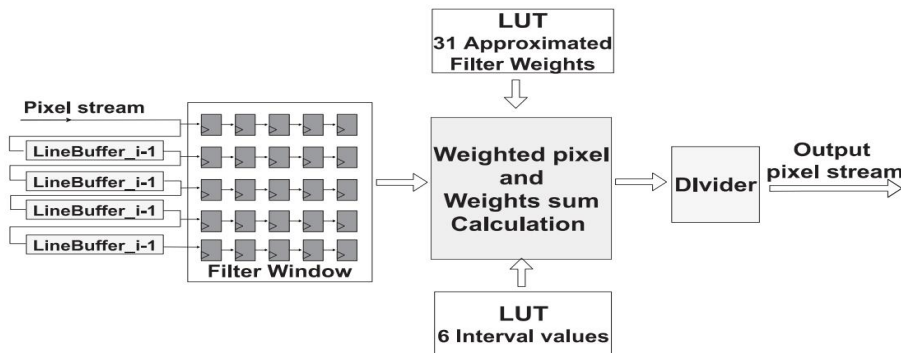 LUT
31 Approximated
Filter Weights
Pixel stream
LineBuffer_i-1
LineBuffer_i-1
LineBuffer_i-1
LineBuffer_i-1
Filter Window
Weighted pixel
and
Weights sum
Calculation
DIvider
Output
pixel stream
LUT
6 Interval values